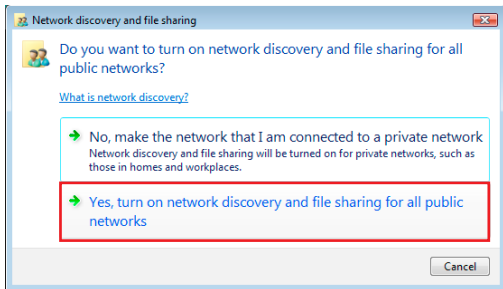 Network discovery and file sharing
Do you want to turn on network discovery and file sharing for all
public networks?
What is network discovery?
No, make the network that I am connected to a private network
Network discovery and file sharing will be turned on for private networks, such as
those in homes and workplaces.
Yes, turn on network discovery and file sharing for all public
networks
Cancel